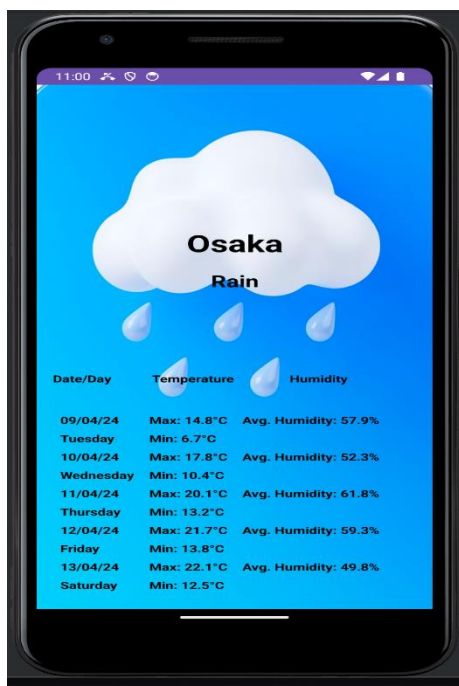 11:00
Osaka
Rain
Date/Day Temperature Humidity
09/04/24 Max: 14.8°C Avg. Humidity: 57.9%
Tuesday Min: 6.7°C
10/04/24 Max: 17.8°C Avg. Humidity: 52.3%
Wednesday Min: 10.4°C
11/04/24 Max: 20.1°C Avg. Humidity: 61.8%
Thursday Min: 13.2°C
12/04/24 Max: 21.7°C Avg. Humidity: 59.3%
Friday Min: 13.8°C
13/04/24 Max: 22.1°C Avg. Humidity: 49.8%
Saturday Min: 12.5°C